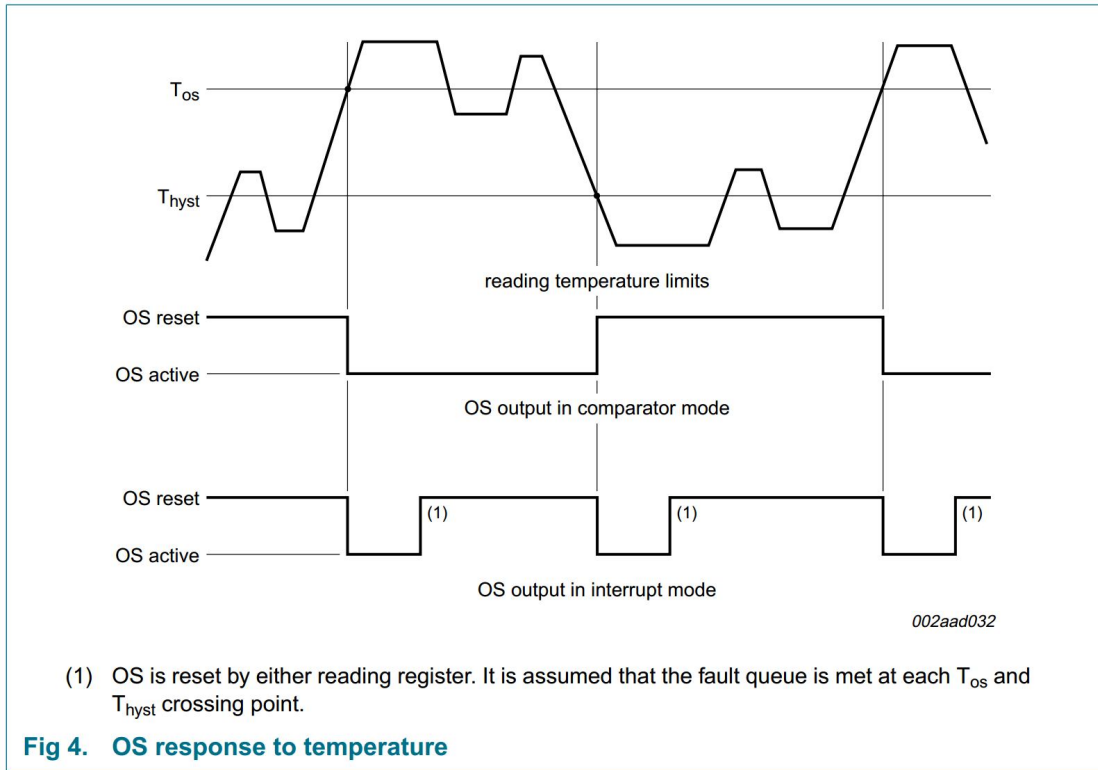 Tos
Thyst
reading temperature limits
OS reset
OS active
OS output in comparator mode
OS reset
(1) (1) (1)
OS active
OS output in interrupt mode
002aad032
(1) OS is reset by either reading register. It is assumed that the fault queue is met at each Tos and
Thyst crossing point.
Fig 4. OS response to temperature